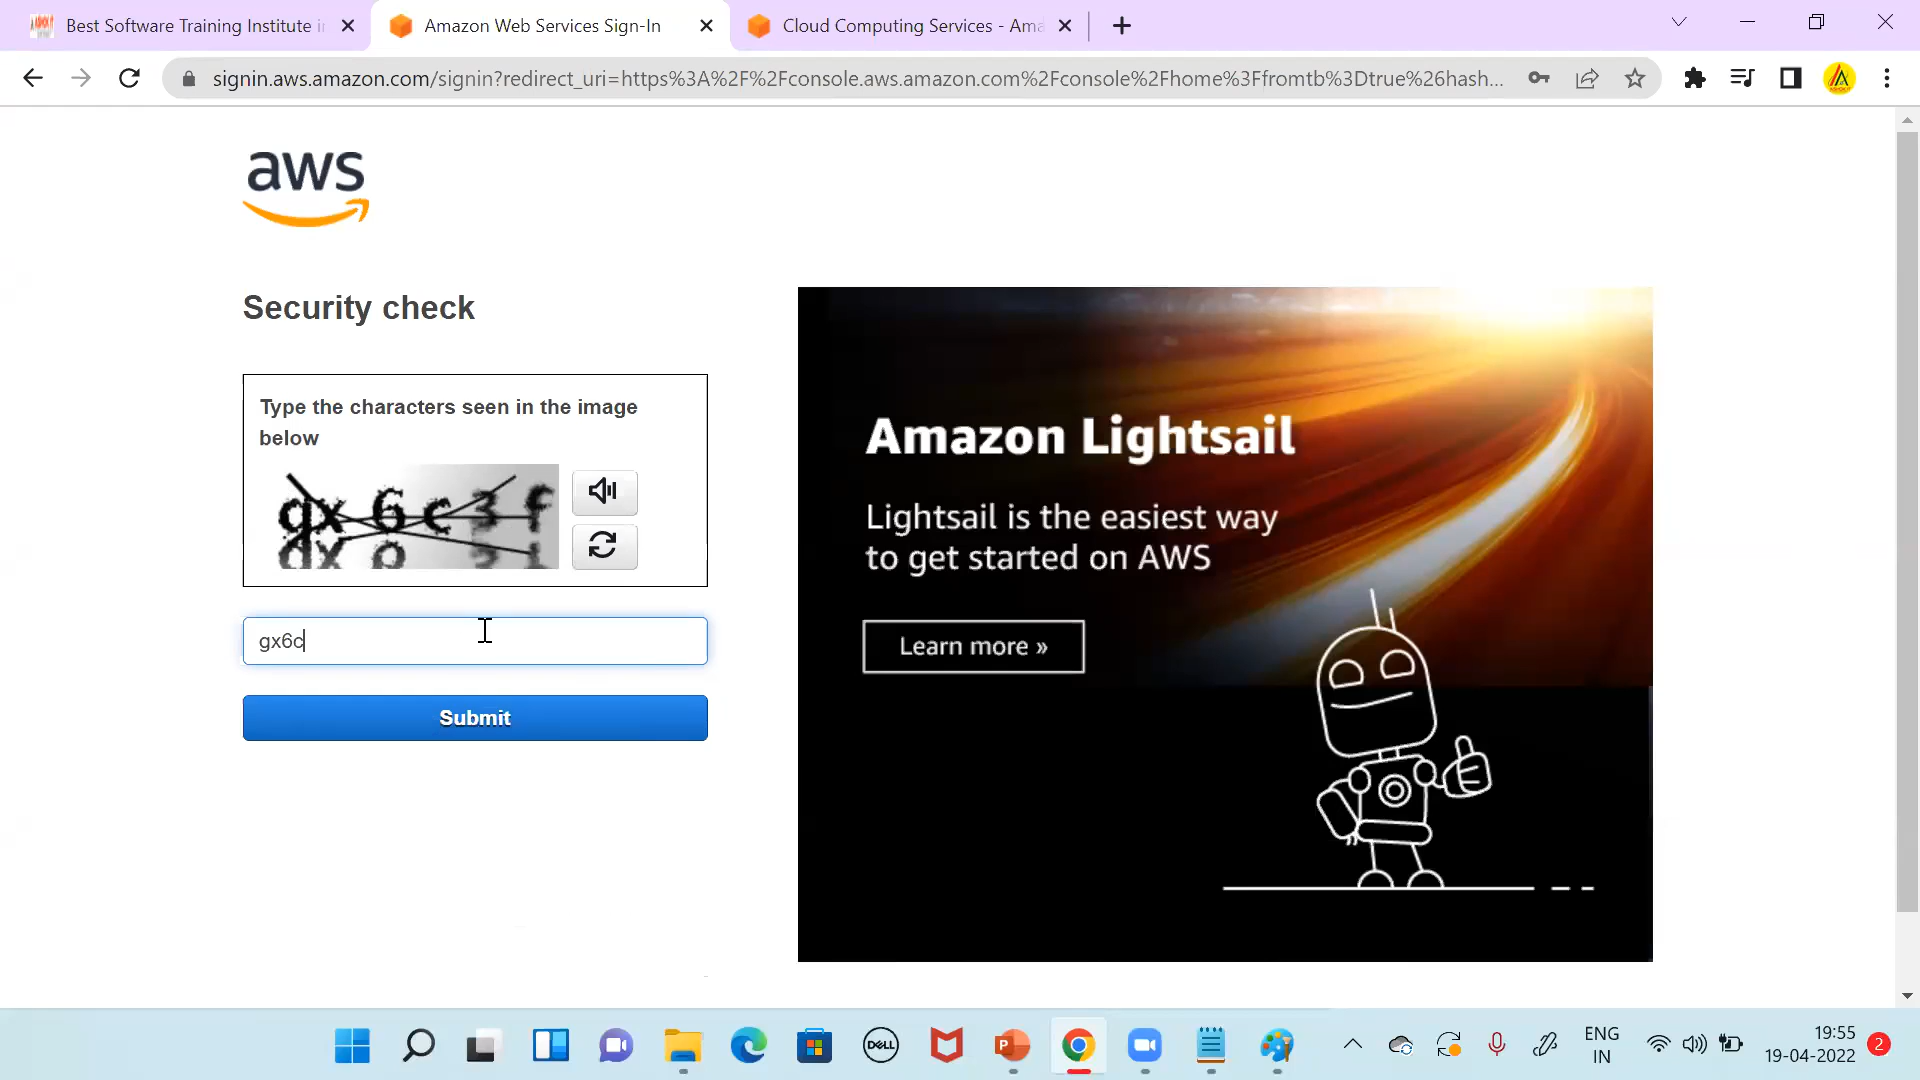 Best Software Training Institute i
Amazon Web Services Sign-In
Cloud Computing Services - Ama
signin.aws.amazon.com/signin?redirect_uri=https%3A%2F%2Fconsole.aws.amazon.com%2Fconsole%2Fhome%3Ffromtb%3Dtrue%26hash...
aws
Security check
Type the characters seen in the image
below
gx6c
Submit
Amazon Lightsail
Lightsail is the easiest way
to get started on AWS
Learn more »
DELL
P
ENG
IN
19:55
19-04-2022
2